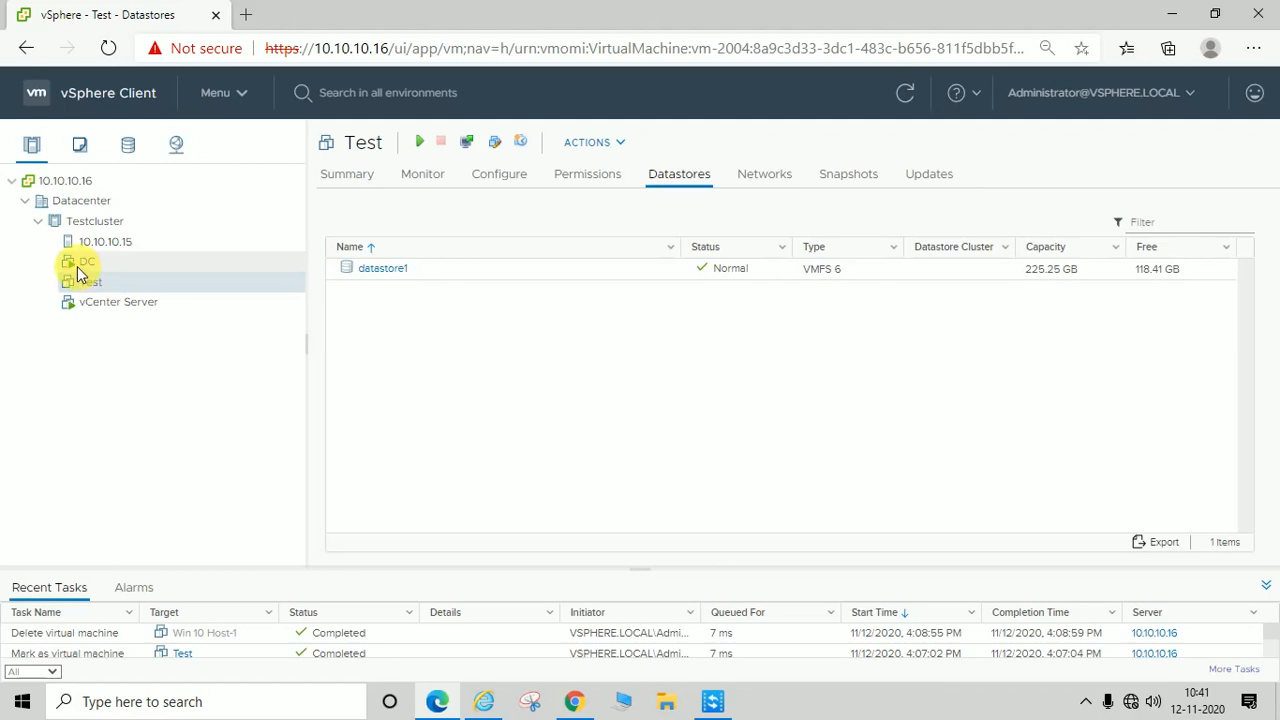 vSphere - Test - Datastores
Not secure
https://10.10.10.16/ui/app/vm;nav=h/urn:vmomi:VirtualMachine:vm-2004:8a9c3d33-3dc1-483c-b656-811f5dbb5f...
vm vSphere Client Menu Search in all environments Administrator@VSPHERE.LOCAL
10.10.10.16
Datacenter
Testcluster
10.10.10.15
DC
Test
vCenter Server
Test ACTIONS
Summary Monitor Configure Permissions Datastores Networks Snapshots Updates
Filter
Name Status Type Datastore Cluster Capacity Free
datastore1 Normal VMFS 6 225.25 GB 118.41 GB
Export 1 Items
Recent Tasks Alarms
Task Name Target Status Details Initiator Queued For Start Time Completion Time Server
Delete virtual machine Win 10 Host-1 Completed VSPHERE.LOCAL\Admi... 7 ms 11/12/2020, 4:08:55 PM 11/12/2020, 4:08:59 PM 10.10.10.16
Mark as virtual machine Test Completed VSPHERE.LOCAL\Admi... 7 ms 11/12/2020, 4:07:02 PM 11/12/2020, 4:07:04 PM 10.10.10.16
All More Tasks
Type here to search
10:41
12-11-2020